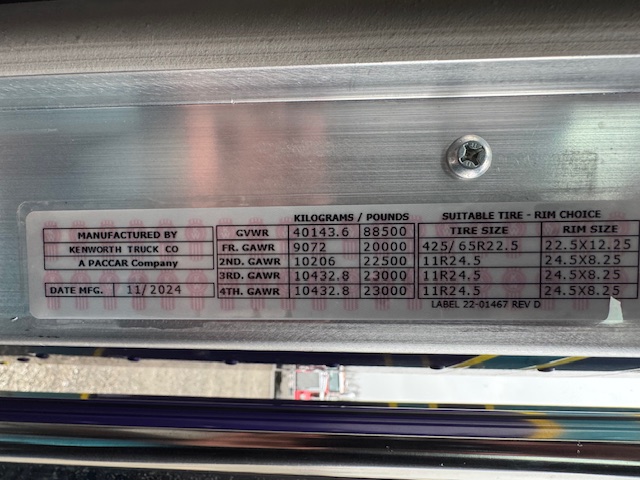 KILOGRAMS / POUNDS SUITABLE TIRE - RIM CHOICE
MANUFACTURED BY GVWR 40143.6 88500 TIRE SIZE RIM SIZE
KENWORTH TRUCK CO FR. GAWR 9072 20000 425/65R22.5 22.5X12.25
A PACCAR Company 2ND. GAWR 10206 22500 11R24.5 24.5X8.25
3RD. GAWR 10432.8 23000 11R24.5 24.5X8.25
DATE MFG. 11/2024 4TH. GAWR 10432.8 23000 11R24.5 24.5X8.25
LABEL 22-01467 REV D